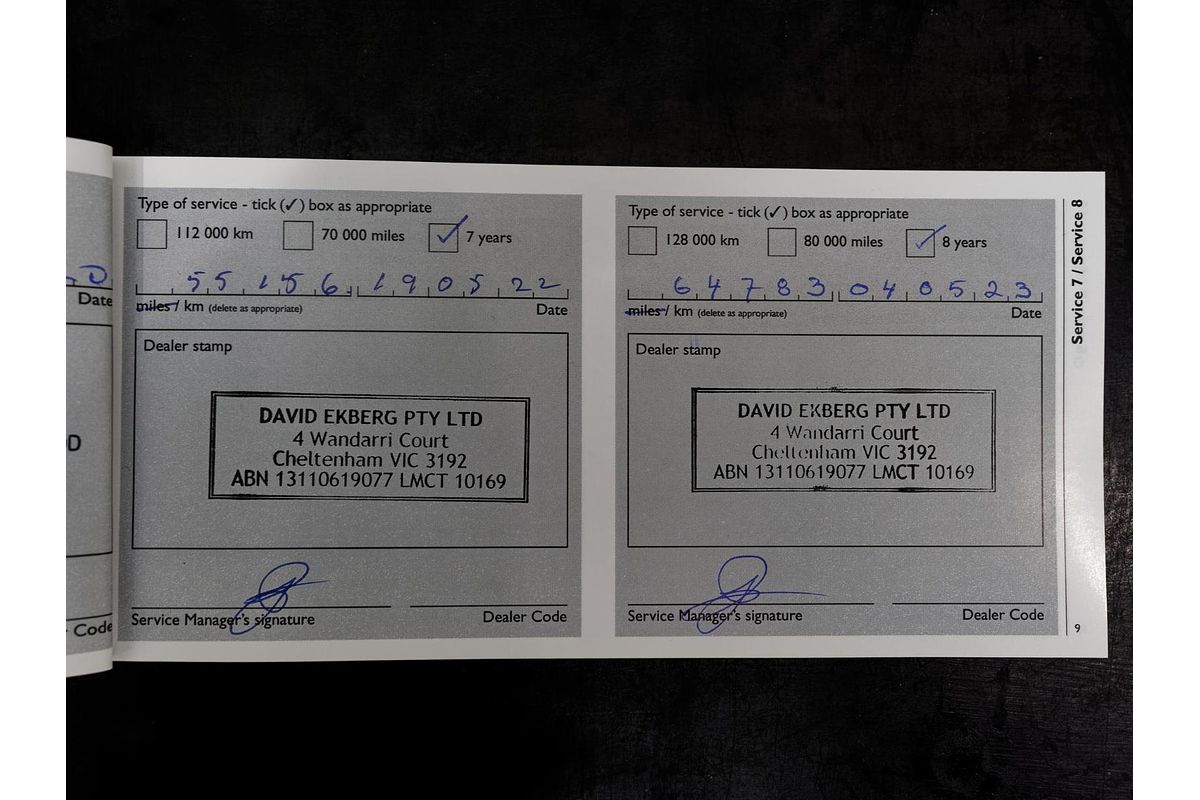 D
Date
D
Code
Type of service - tick (✓) box as appropriate
112 000 km 70 000 miles ✓ 7 years
55156 190522
miles / km (delete as appropriate) Date
Dealer stamp
DAVID EKBERG PTY LTD
4 Wandarri Court
Cheltenham VIC 3192
ABN 13110619077 LMCT 10169
Service Manager's signature Dealer Code
Type of service - tick (✓) box as appropriate
128 000 km 80 000 miles ✓ 8 years
64783 040523
miles / km (delete as appropriate) Date
Dealer stamp
DAVID EKBERG PTY LTD
4 Wandarri Court
Cheltenham VIC 3192
ABN 13110619077 LMCT 10169
Service Manager's signature Dealer Code
Service 7 / Service 8
9